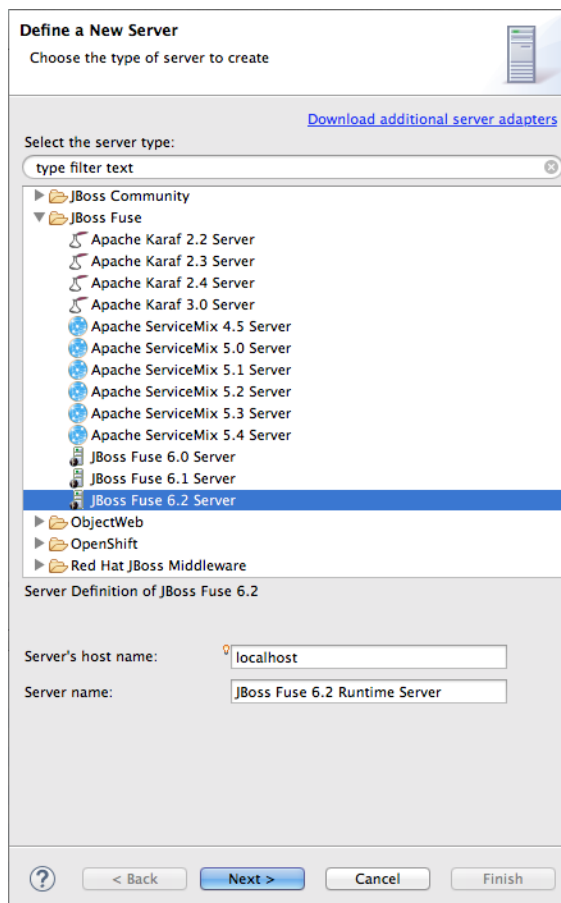 Define a New Server
Choose the type of server to create
Download additional server adapters
Select the server type:
type filter text
JBoss Community
JBoss Fuse
Apache Karaf 2.2 Server
Apache Karaf 2.3 Server
Apache Karaf 2.4 Server
Apache Karaf 3.0 Server
Apache ServiceMix 4.5 Server
Apache ServiceMix 5.0 Server
Apache ServiceMix 5.1 Server
Apache ServiceMix 5.2 Server
Apache ServiceMix 5.3 Server
Apache ServiceMix 5.4 Server
JBoss Fuse 6.0 Server
JBoss Fuse 6.1 Server
JBoss Fuse 6.2 Server
ObjectWeb
OpenShift
Red Hat JBoss Middleware
Server Definition of JBoss Fuse 6.2
Server's host name: localhost
Server name: JBoss Fuse 6.2 Runtime Server
? < Back Next > Cancel Finish